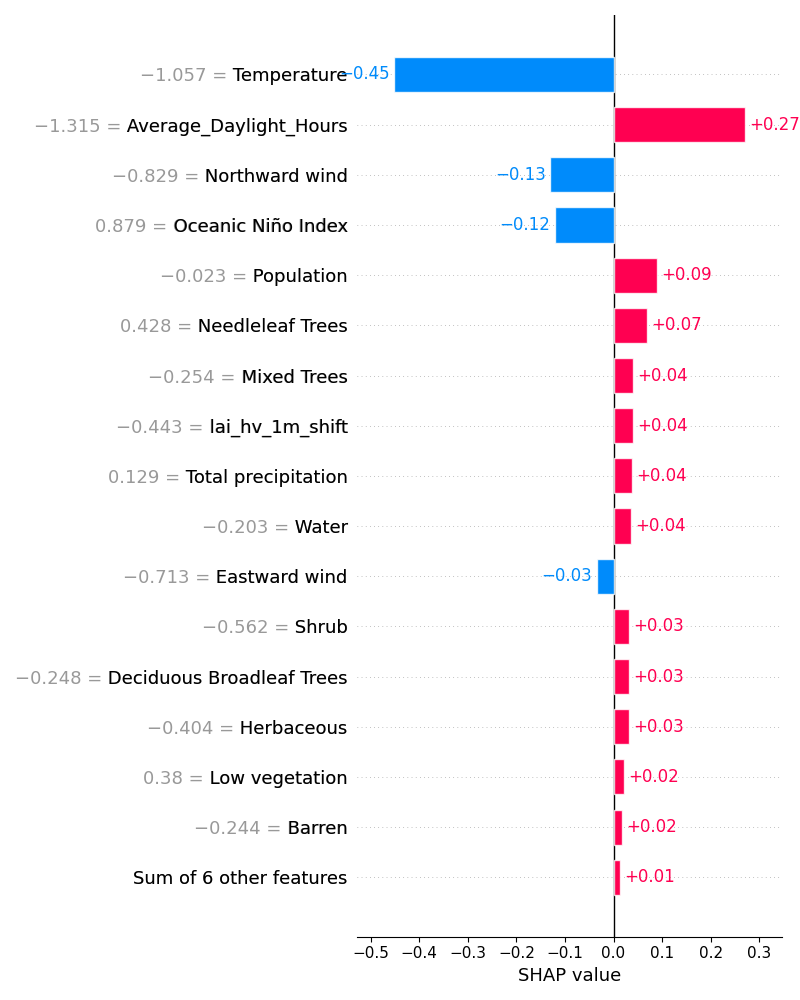 −1.057 = Temperature −0.45
−1.315 = Average_Daylight_Hours +0.27
−0.829 = Northward wind −0.13
0.879 = Oceanic Niño Index −0.12
−0.023 = Population +0.09
0.428 = Needleleaf Trees +0.07
−0.254 = Mixed Trees +0.04
−0.443 = lai_hv_1m_shift +0.04
0.129 = Total precipitation +0.04
−0.203 = Water +0.04
−0.713 = Eastward wind −0.03
−0.562 = Shrub +0.03
−0.248 = Deciduous Broadleaf Trees +0.03
−0.404 = Herbaceous +0.03
0.38 = Low vegetation +0.02
−0.244 = Barren +0.02
Sum of 6 other features +0.01
−0.5 −0.4 −0.3 −0.2 −0.1 0.0 0.1 0.2 0.3
SHAP value